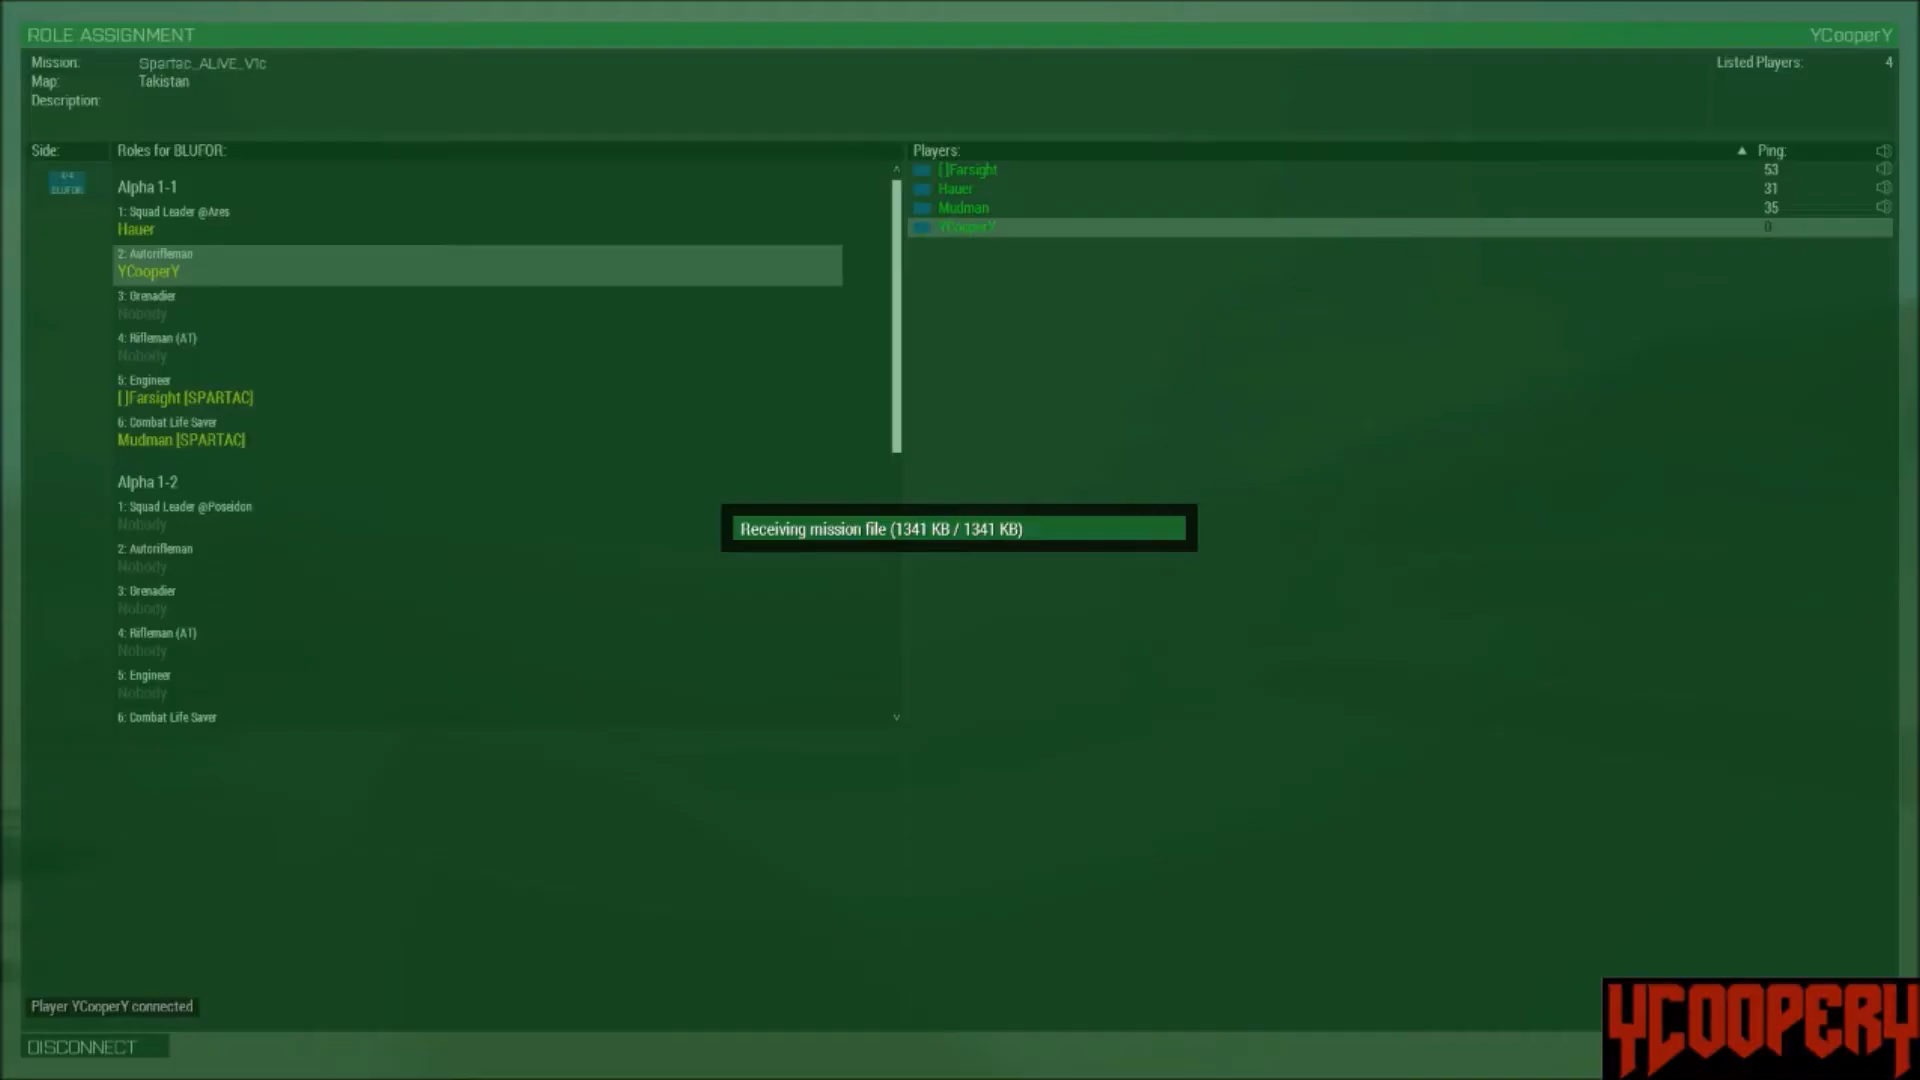 ROLE ASSIGNMENT YCooperY
Mission: Spartac_ALiVE_V1c Listed Players: 4
Map: Takistan
Description:
Side: Roles for BLUFOR: Players: Ping:
4/4
BLUFOR
Alpha 1-1
1: Squad Leader @Ares
Hauer
2: Autorifleman
YCooperY
3: Grenadier
Nobody
4: Rifleman (AT)
Nobody
5: Engineer
[ ]Farsight [SPARTAC]
6: Combat Life Saver
Mudman [SPARTAC]
Alpha 1-2
1: Squad Leader @Poseidon
Nobody
2: Autorifleman
Nobody
3: Grenadier
Nobody
4: Rifleman (AT)
Nobody
5: Engineer
Nobody
6: Combat Life Saver
[ ]Farsight 53
Hauer 31
Mudman 35
YCooperY 0
Receiving mission file (1341 KB / 1341 KB)
Player YCooperY connected
DISCONNECT
YCOOPERY